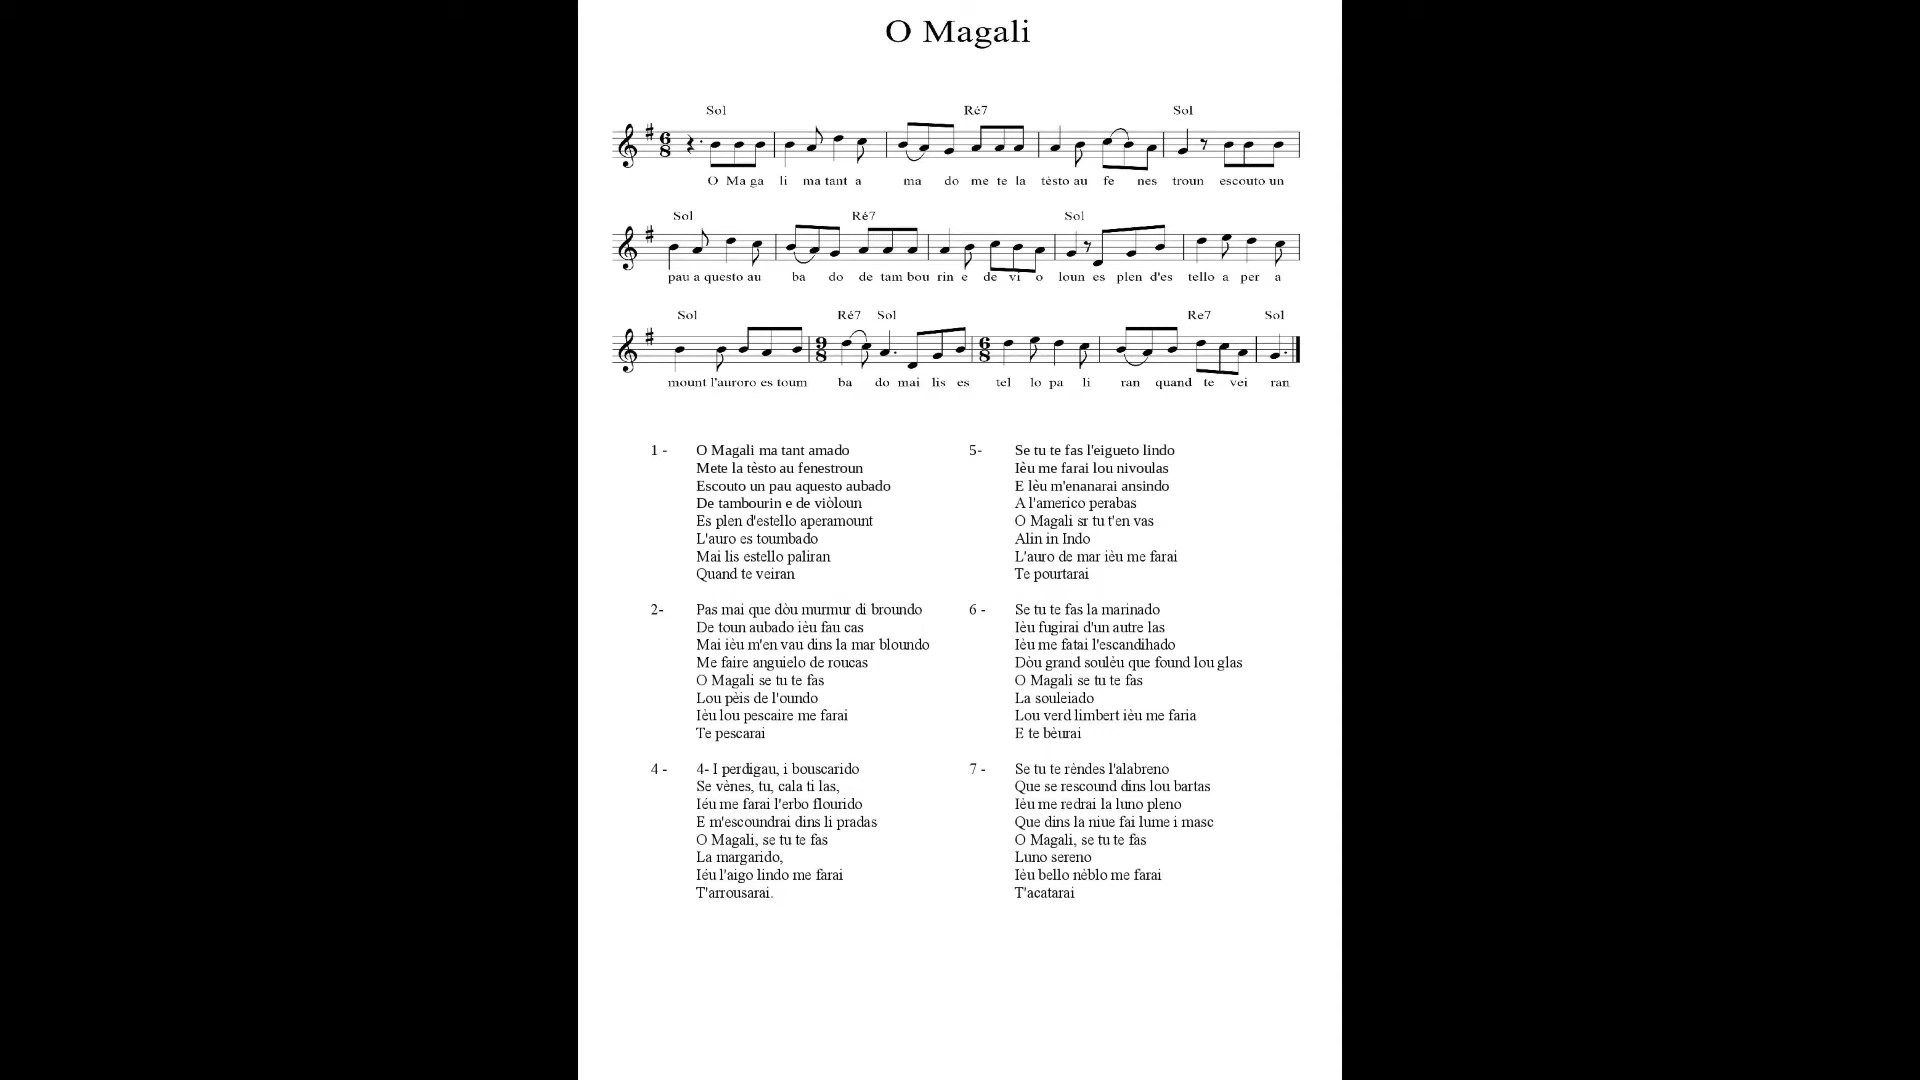 O Magali
Sol Ré7 Sol
6 8
O Ma ga li ma tant a ma do me te la tèsto au fe nes troun escouto un
Sol Ré7 Sol
pau a questo au ba do de tam bou rin e de vi o loun es plen d'es tello a per a
Sol Ré7 Sol Re7 Sol
9 8 6 8
mount l'auroro es toum ba do mai lis es tel lo pa li ran quand te vei ran
1 - O Magali ma tant amado
Mete la tèsto au fenestroun
Escouto un pau aquesto aubado
De tambourin e de viòloun
Es plen d'estello aperamount
L'auro es toumbado
Mai lis estello paliran
Quand te veiran
2- Pas mai que dòu murmur di broundo
De toun aubado ièu fau cas
Mai ièu m'en vau dins la mar bloundo
Me faire anguielo de roucas
O Magali se tu te fas
Lou pèis de l'oundo
Ièu lou pescaire me farai
Te pescarai
4 - 4- I perdigau, i bouscarido
Se vènes, tu, cala ti las,
Iéu me farai l'erbo flourido
E m'escoundrai dins li pradas
O Magali, se tu te fas
La margarido,
Iéu l'aigo lindo me farai
T'arrousarai.
5- Se tu te fas l'eigueto lindo
Ièu me farai lou nivoulas
E lèu m'enanarai ansindo
A l'americo perabas
O Magali sr tu t'en vas
Alin in Indo
L'auro de mar ièu me farai
Te pourtarai
6 - Se tu te fas la marinado
Ièu fugirai d'un autre las
Ièu me fatai l'escandihado
Dòu grand soulèu que found lou glas
O Magali se tu te fas
La souleiado
Lou verd limbert ièu me faria
E te bèurai
7 - Se tu te rèndes l'alabreno
Que se rescound dins lou bartas
Ièu me redrai la luno pleno
Que dins la niue fai lume i masc
O Magali, se tu te fas
Luno sereno
Ièu bello nèblo me farai
T'acatarai